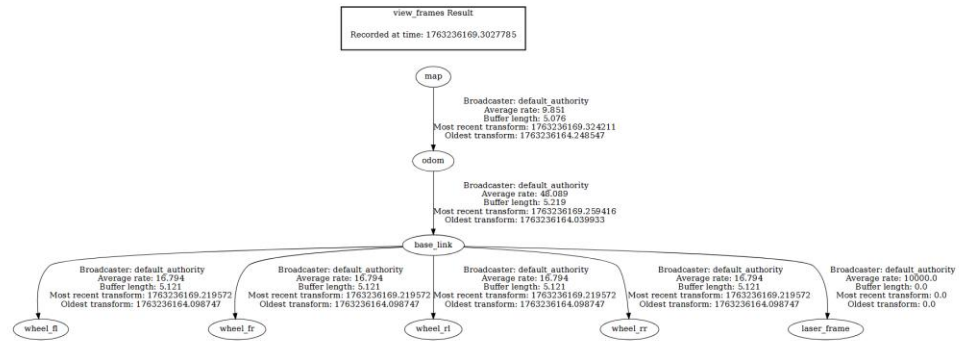 view_frames Result
Recorded at time: 1763236169.3027785
map
Broadcaster: default_authority
Average rate: 9.851
Buffer length: 5.076
Most recent transform: 1763236169.324211
Oldest transform: 1763236164.248547
odom
Broadcaster: default_authority
Average rate: 48.089
Buffer length: 5.219
Most recent transform: 1763236169.259416
Oldest transform: 1763236164.039933
base_link
Broadcaster: default_authority
Average rate: 16.794
Buffer length: 5.121
Most recent transform: 1763236169.219572
Oldest transform: 1763236164.098747
Broadcaster: default_authority
Average rate: 16.794
Buffer length: 5.121
Most recent transform: 1763236169.219572
Oldest transform: 1763236164.098747
Broadcaster: default_authority
Average rate: 16.794
Buffer length: 5.121
Most recent transform: 1763236169.219572
Oldest transform: 1763236164.098747
Broadcaster: default_authority
Average rate: 16.794
Buffer length: 5.121
Most recent transform: 1763236169.219572
Oldest transform: 1763236164.098747
Broadcaster: default_authority
Average rate: 10000.0
Buffer length: 0.0
Most recent transform: 0.0
Oldest transform: 0.0
wheel_fl
wheel_fr
wheel_rl
wheel_rr
laser_frame